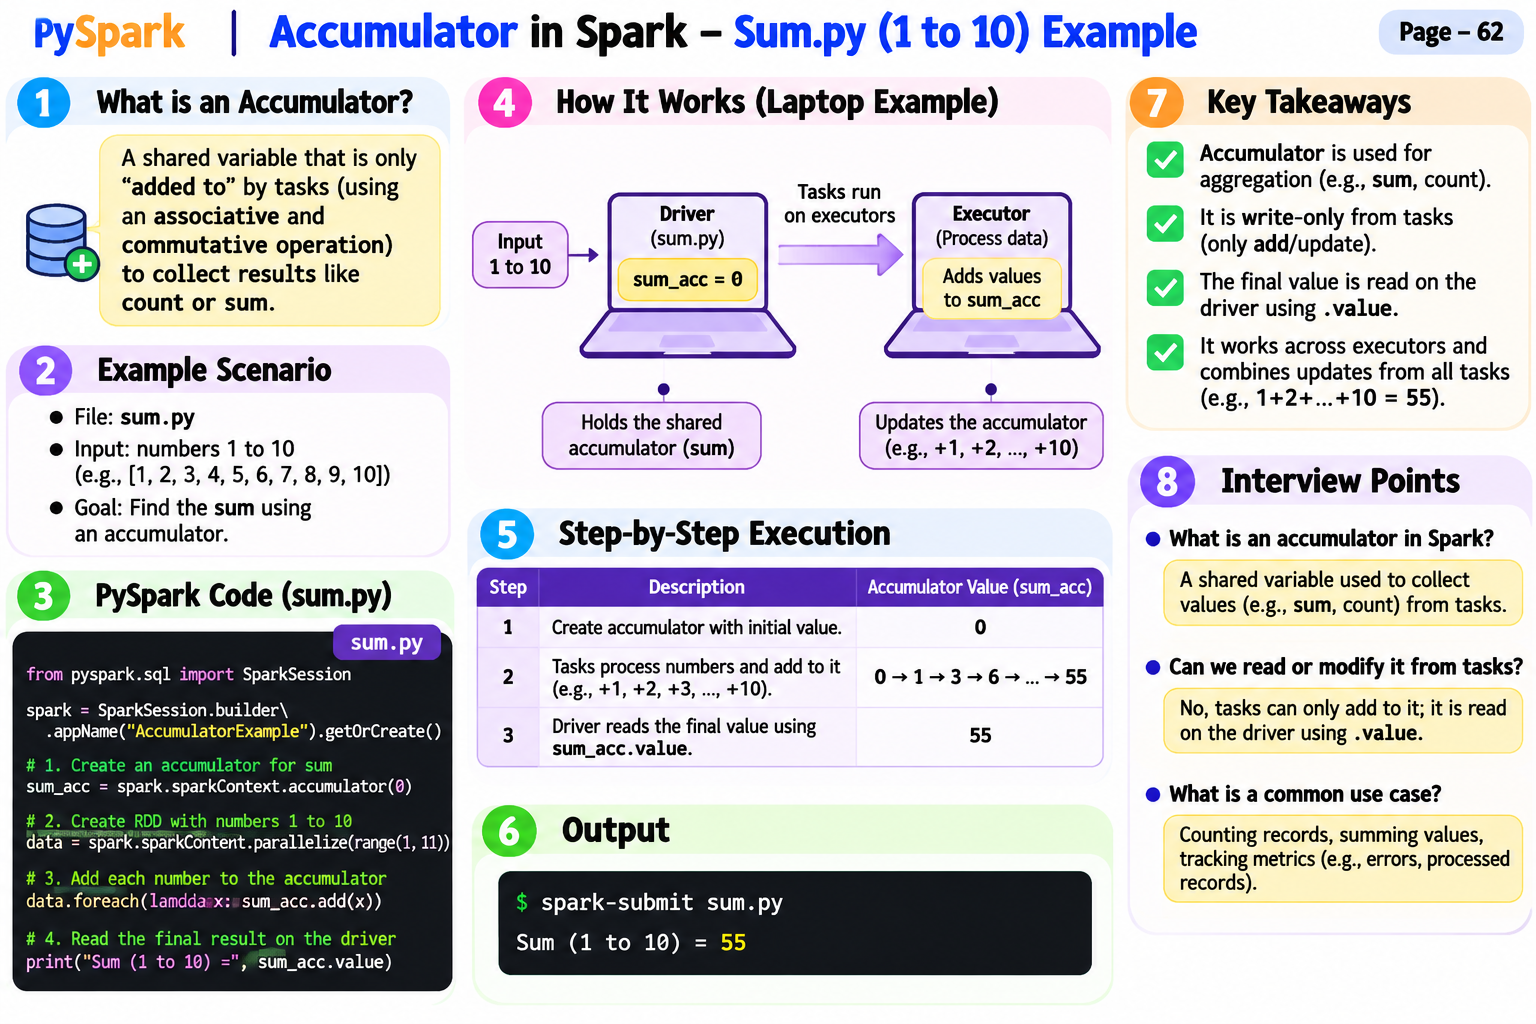 PySpark | Accumulator in Spark – Sum.py (1 to 10) Example
Page – 62
1 What is an Accumulator?
A shared variable that is only
“added to” by tasks (using
an associative and
commutative operation)
to collect results like
count or sum.
2 Example Scenario
● File: sum.py
● Input: numbers 1 to 10
(e.g., [1, 2, 3, 4, 5, 6, 7, 8, 9, 10])
● Goal: Find the sum using
an accumulator.
3 PySpark Code (sum.py)
sum.py
from pyspark.sql import SparkSession
spark = SparkSession.builder\
.appName("AccumulatorExample").getOrCreate()
# 1. Create an accumulator for sum
sum_acc = spark.sparkContext.accumulator(0)
# 2. Create RDD with numbers 1 to 10
data = spark.sparkContent.parallelize(range(1, 11))
# 3. Add each number to the accumulator
data.foreach(lamdda x: sum_acc.add(x))
# 4. Read the final result on the driver
print("Sum (1 to 10) =", sum_acc.value)
4 How It Works (Laptop Example)
Input
1 to 10
Driver
(sum.py)
sum_acc = 0
Tasks run
on executors
Executor
(Process data)
Adds values
to sum_acc
Holds the shared
accumulator (sum)
Updates the accumulator
(e.g., +1, +2, ..., +10)
5 Step-by-Step Execution
Step Description Accumulator Value (sum_acc)
1 Create accumulator with initial value. 0
2 Tasks process numbers and add to it
(e.g., +1, +2, +3, ..., +10).
0 → 1 → 3 → 6 → ... → 55
3 Driver reads the final value using
sum_acc.value.
55
6 Output
$ spark-submit sum.py
Sum (1 to 10) = 55
7 Key Takeaways
Accumulator is used for
aggregation (e.g., sum, count).
It is write-only from tasks
(only add/update).
The final value is read on the
driver using .value.
It works across executors and
combines updates from all tasks
(e.g., 1+2+...+10 = 55).
8 Interview Points
● What is an accumulator in Spark?
A shared variable used to collect
values (e.g., sum, count) from tasks.
● Can we read or modify it from tasks?
No, tasks can only add to it; it is read
on the driver using .value.
● What is a common use case?
Counting records, summing values,
tracking metrics (e.g., errors, processed
records).